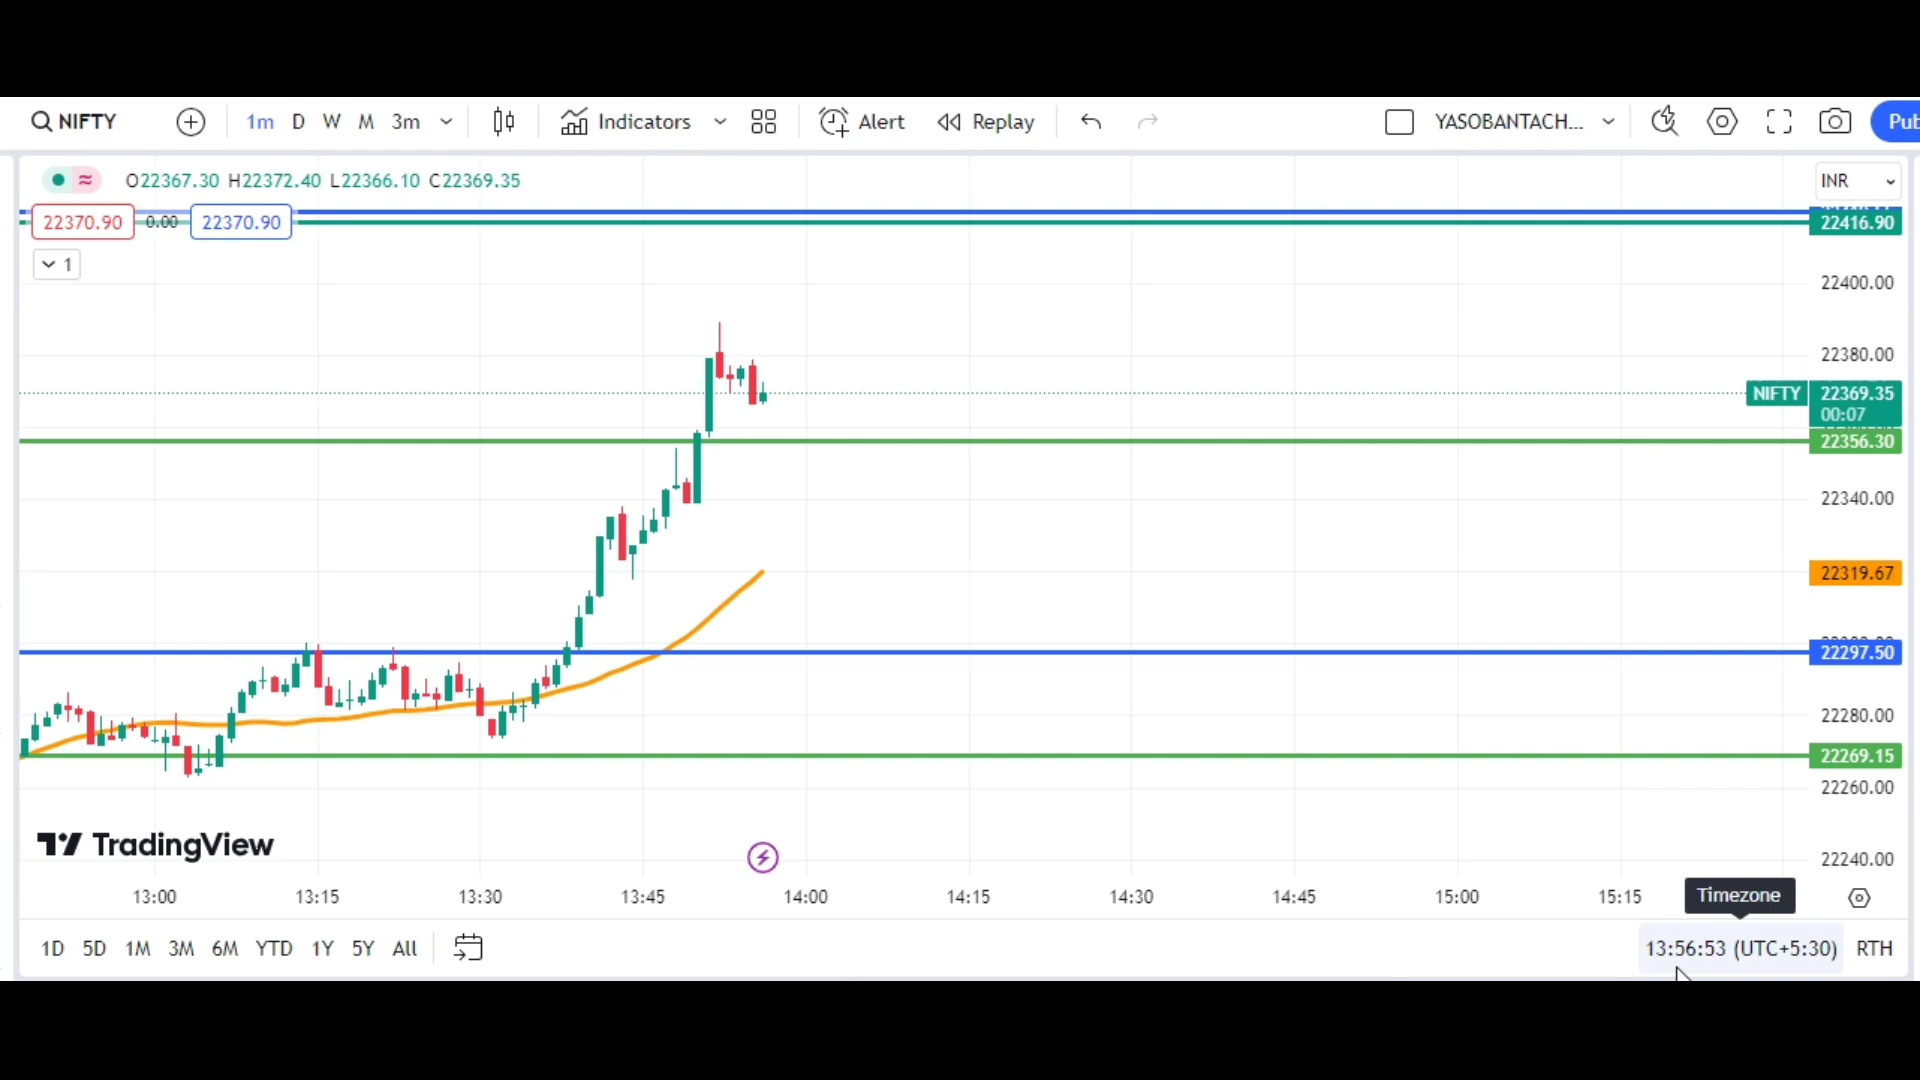 NIFTY 1m D W M 3m Indicators Alert Replay YASOBANTACH... Pub
O22367.30 H22372.40 L22366.10 C22369.35 INR
22370.90 0.00 22370.90 22416.90
1
22400.00
22380.00
NIFTY 22369.35
00:07
22356.30
22340.00
22319.67
22297.50
22280.00
22269.15
22260.00
TradingView
22240.00
13:00 13:15 13:30 13:45 14:00 14:15 14:30 14:45 15:00 15:15 Timezone
1D 5D 1M 3M 6M YTD 1Y 5Y All 13:56:53 (UTC+5:30) RTH